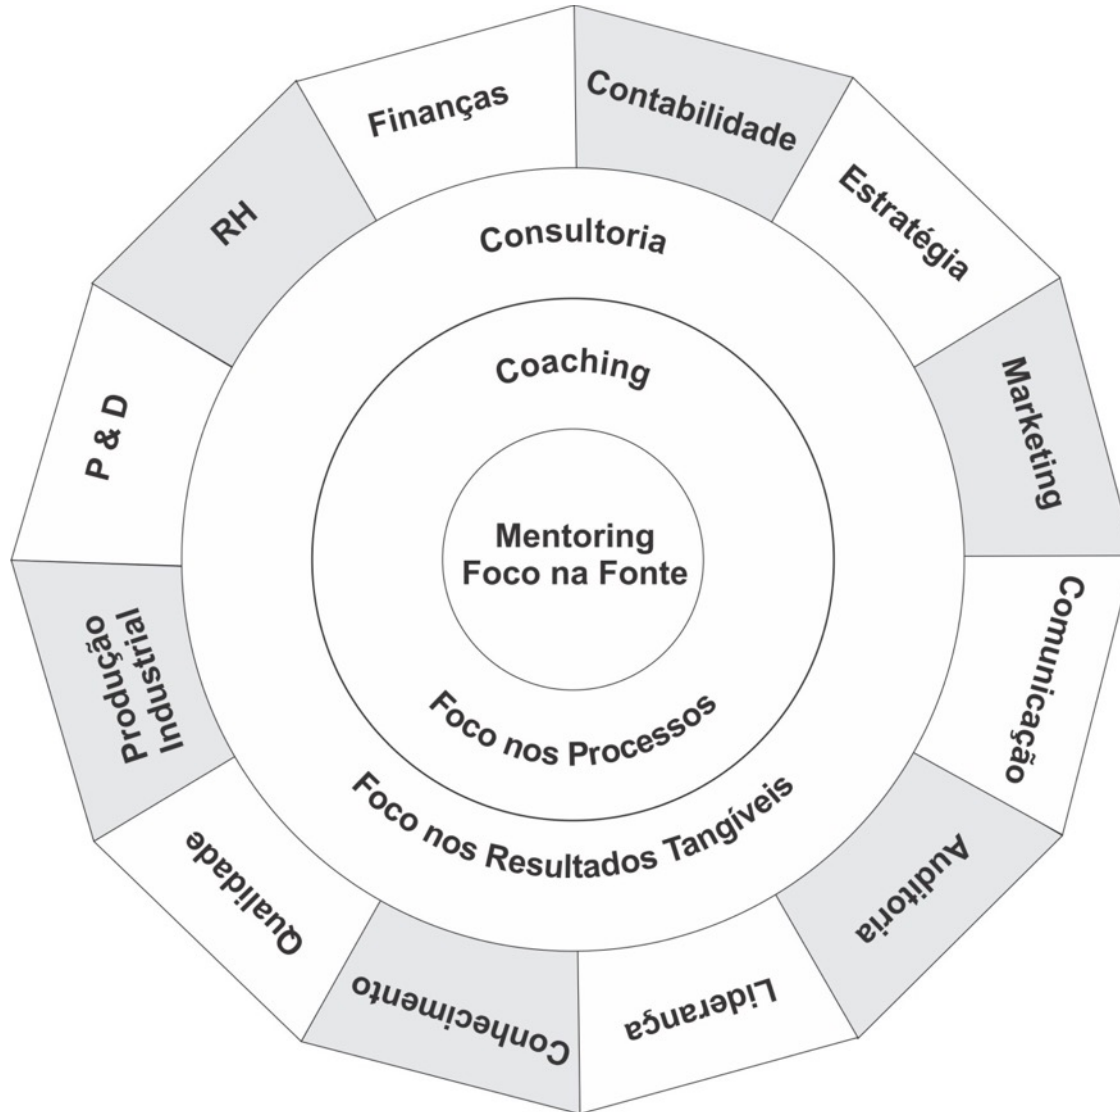 Finanças
Contabilidade
Estratégia
Marketing
Comunicação
Auditoria
Liderança
Conhecimento
Qualidade
Produção
Industrial
P & D
RH
Consultoria
Coaching
Mentoring
Foco na Fonte
Foco nos Processos
Foco nos Resultados Tangíveis